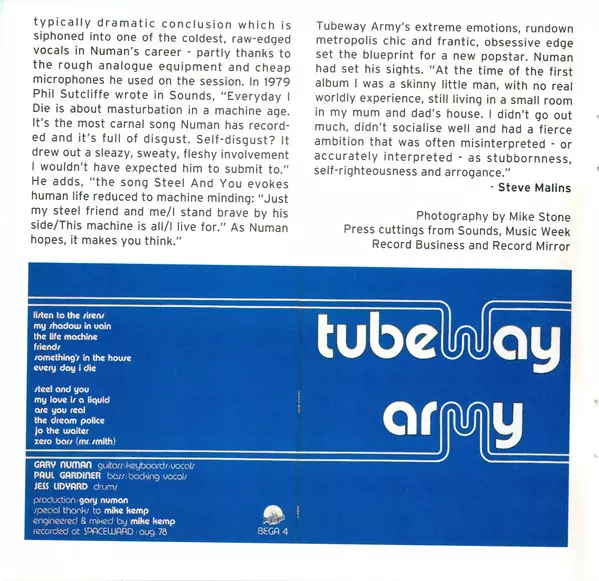 typically dramatic conclusion which is
siphoned into one of the coldest, raw-edged
vocals in Numan's career - partly thanks to
the rough analogue equipment and cheap
microphones he used on the session. In 1979
Phil Sutcliffe wrote in Sounds, "Everyday I
Die is about masturbation in a machine age.
It's the most carnal song Numan has record-
ed and it's full of disgust. Self-disgust? It
drew out a sleazy, sweaty, fleshy involvement
I wouldn't have expected him to submit to."
He adds, "the song Steel And You evokes
human life reduced to machine minding: "Just
my steel friend and me/I stand brave by his
side/This machine is all/I live for." As Numan
hopes, it makes you think."
Tubeway Army's extreme emotions, rundown
metropolis chic and frantic, obsessive edge
set the blueprint for a new popstar. Numan
had set his sights. "At the time of the first
album I was a skinny little man, with no real
worldly experience, still living in a small room
in my mum and dad's house. I didn't go out
much, didn't socialise well and had a fierce
ambition that was often misinterpreted - or
accurately interpreted - as stubbornness,
self-righteousness and arrogance."
- Steve Malins
Photography by Mike Stone
Press cuttings from Sounds, Music Week
Record Business and Record Mirror
listen to the sirens
my shadow in vain
the life machine
friends
something's in the house
every day i die
steel and you
my love is a liquid
are you real
the dream police
jo the waiter
zero bars (mr. smith)
GARY NUMAN guitars·keyboards·vocals
PAUL GARDINER bass·backing vocals
JESS LIDYARD drums
production·gary numan
special thanks to mike kemp
engineered & mixed by mike kemp
recorded at SPACEWARD·aug. 78
BEGA 4
tubeway
army